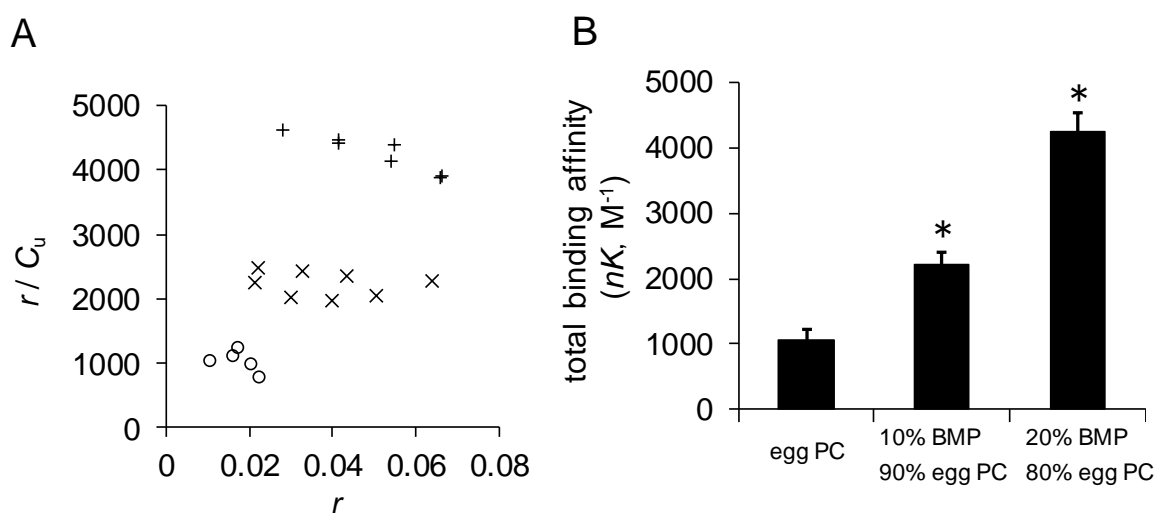 A
5000
4000
3000
2000
1000
0
r / Cu
0
0.02
0.04
0.06
0.08
r
B
5000
4000
3000
2000
1000
0
total binding affinity
(nK, M-1)
*
*
egg PC
10% BMP
90% egg PC
20% BMP
80% egg PC